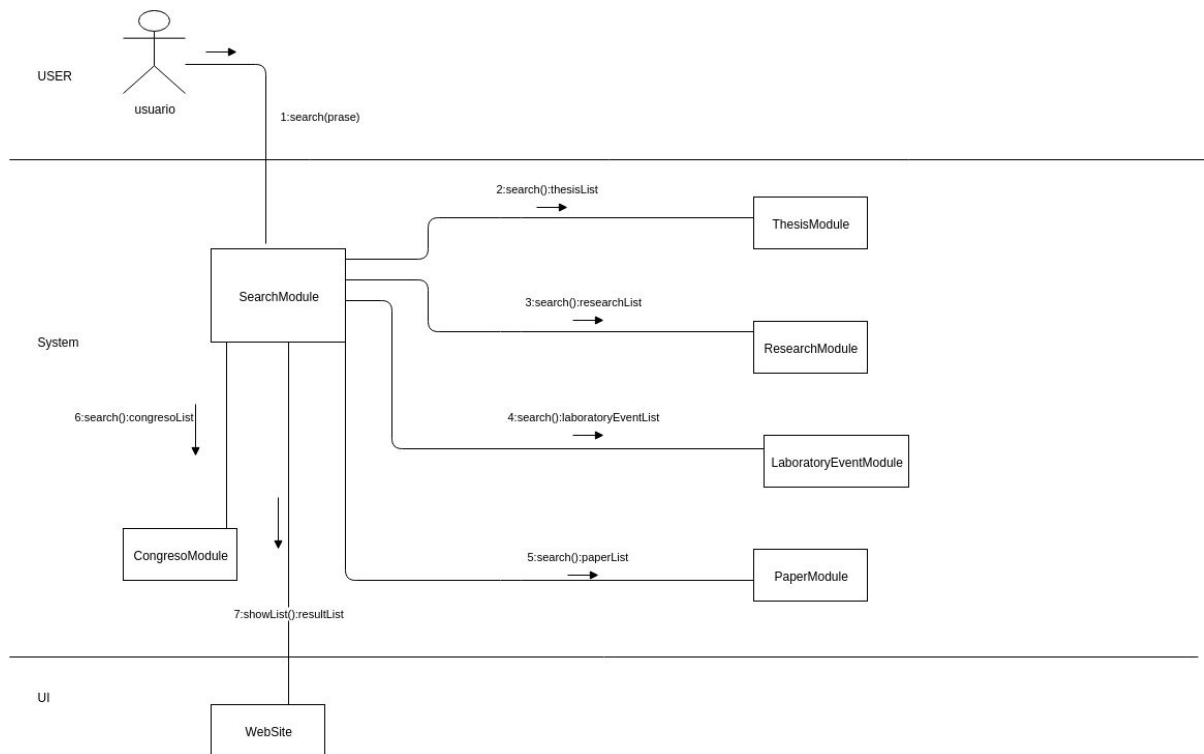 USER
usuario
1:search(prase)
2:search():thesisList
ThesisModule
SearchModule
3:search():researchList
System
ResearchModule
6:search():congresoList
4:search():laboratoryEventList
LaboratoryEventModule
CongresoModule
5:search():paperList
PaperModule
7:showList():resultList
UI
WebSite